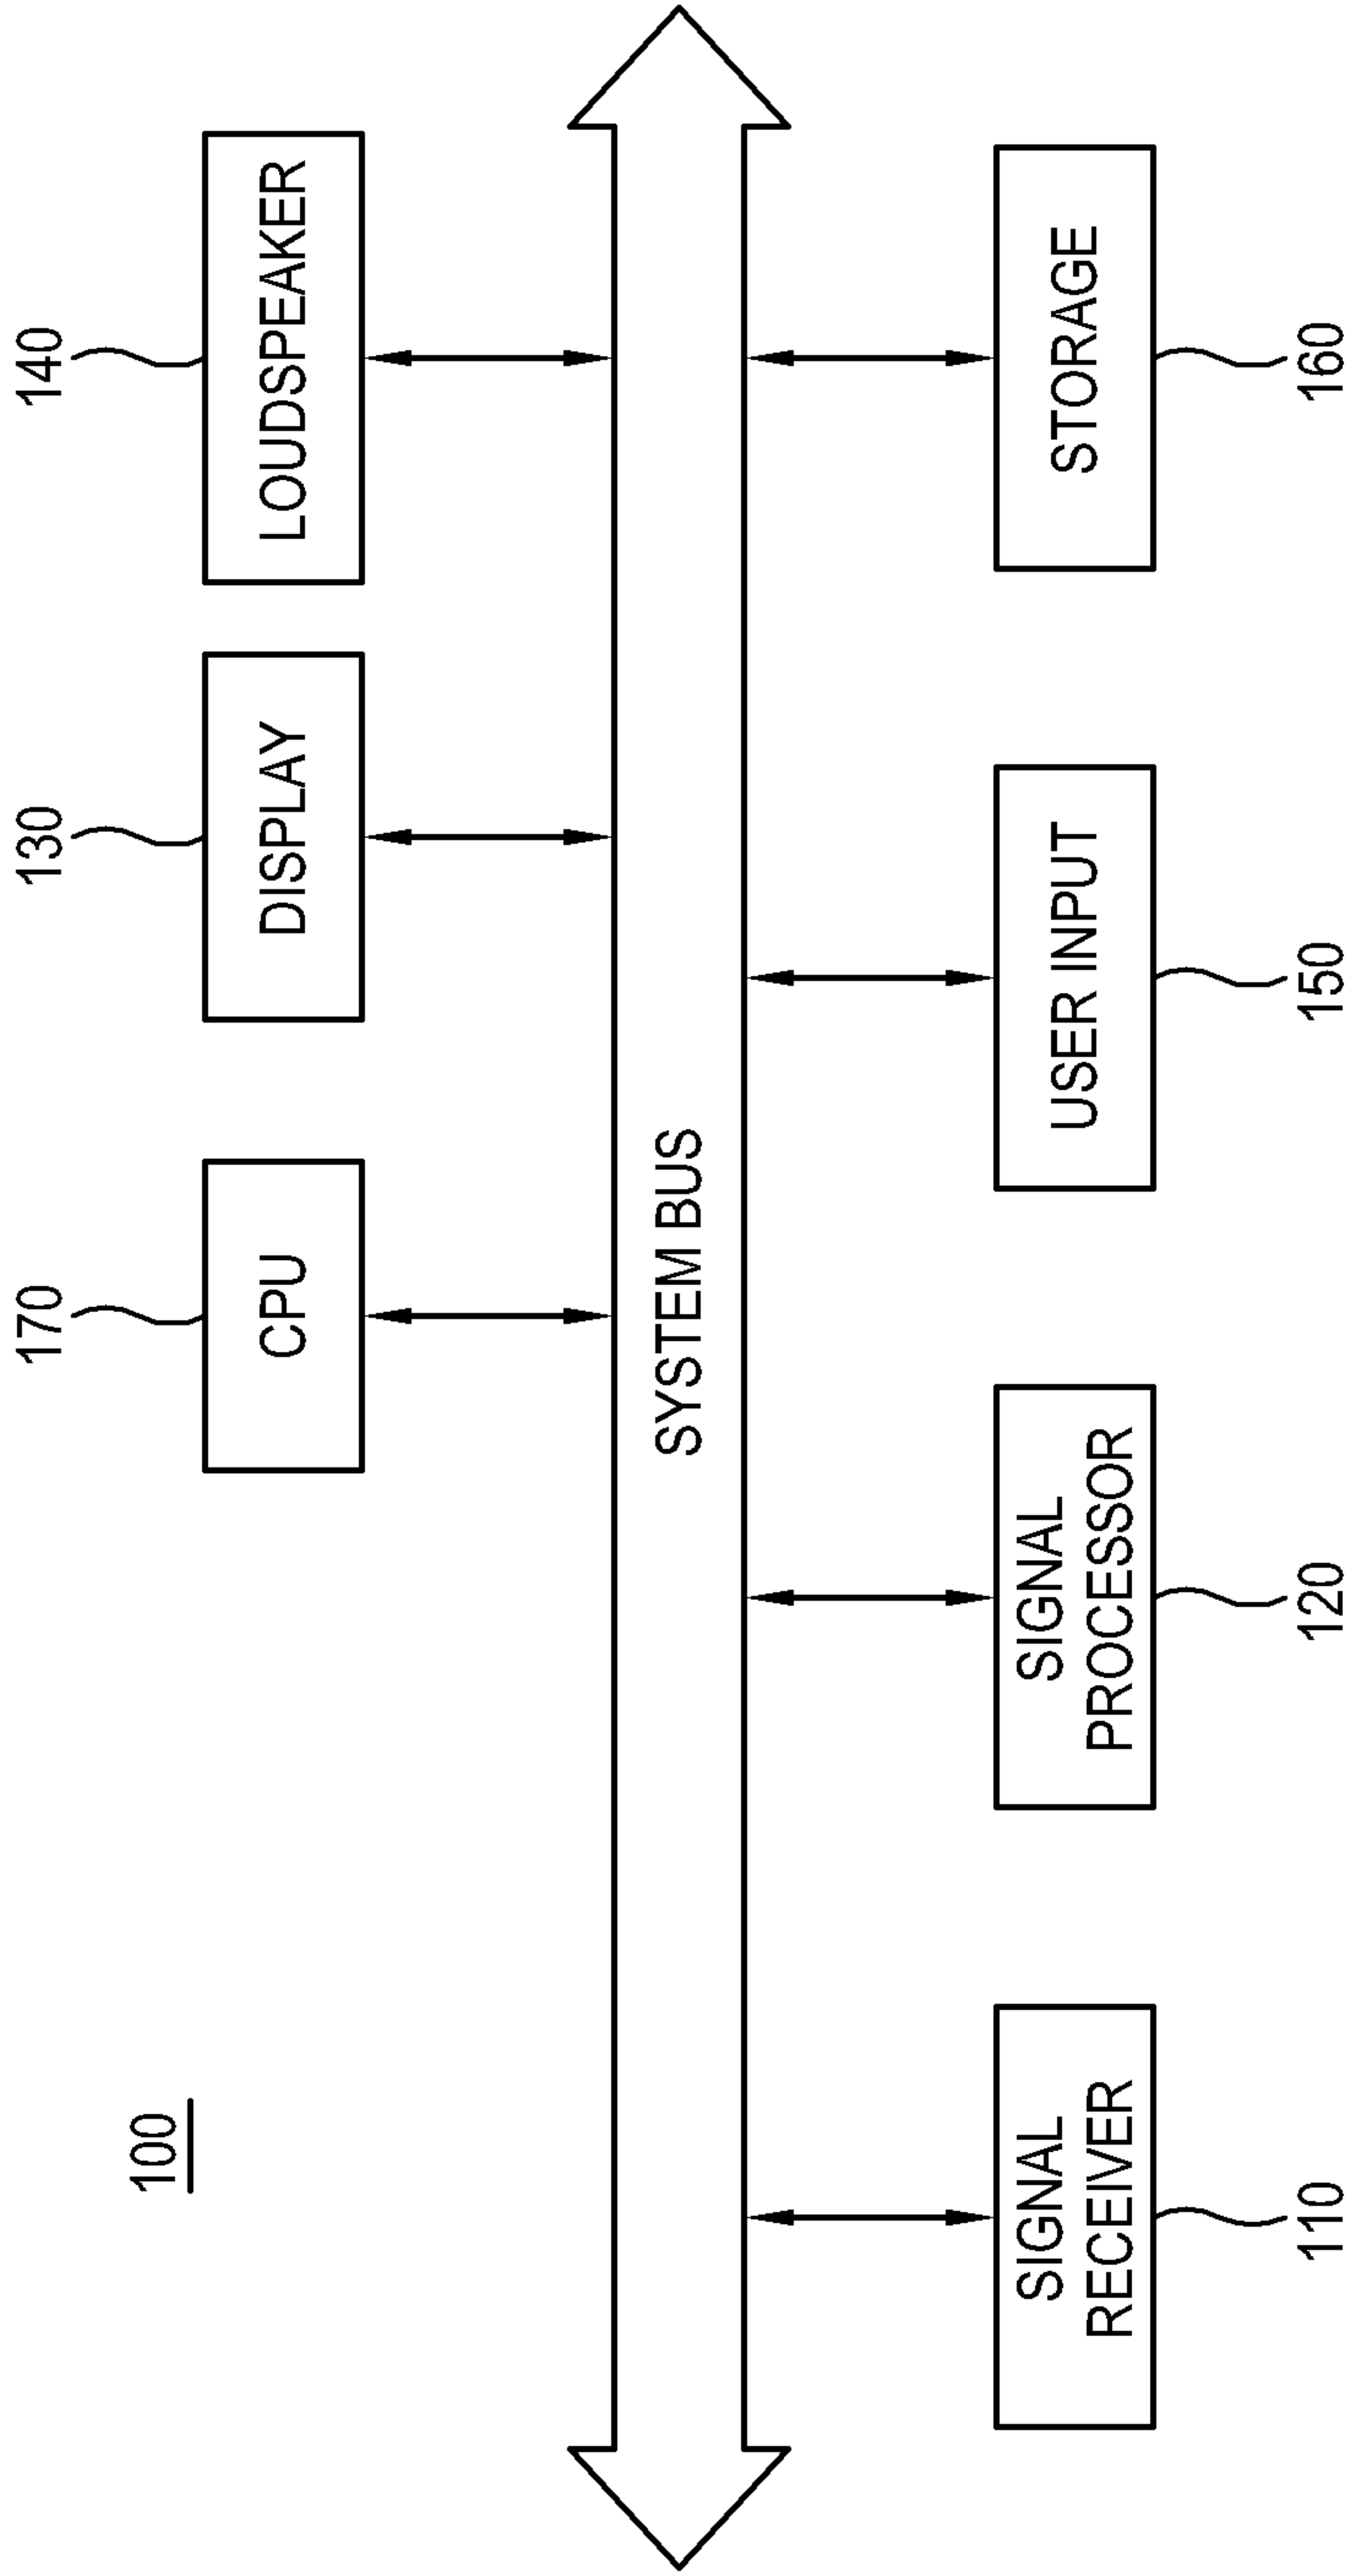 100
170
130
140
CPU
DISPLAY
LOUDSPEAKER
SYSTEM BUS
SIGNAL
RECEIVER
SIGNAL
PROCESSOR
USER INPUT
STORAGE
110
120
150
160